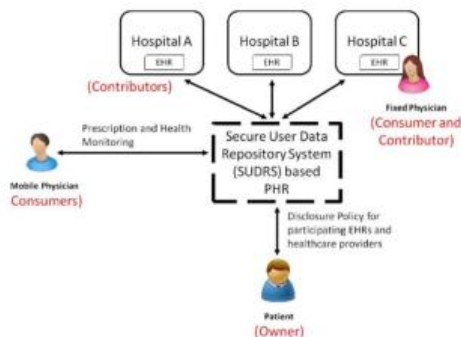 Hospital A
EHR
Hospital B
EHR
Hospital C
EHR
(Contributors)
Fixed Physician
(Consumer and
Contributor)
Prescription and Health
Monitoring
Secure User Data
Repository System
(SUDRS) based
PHR
Mobile Physician
Consumers)
Disclosure Policy for
participating EHRs and
healthcare providers
Patient
(Owner)